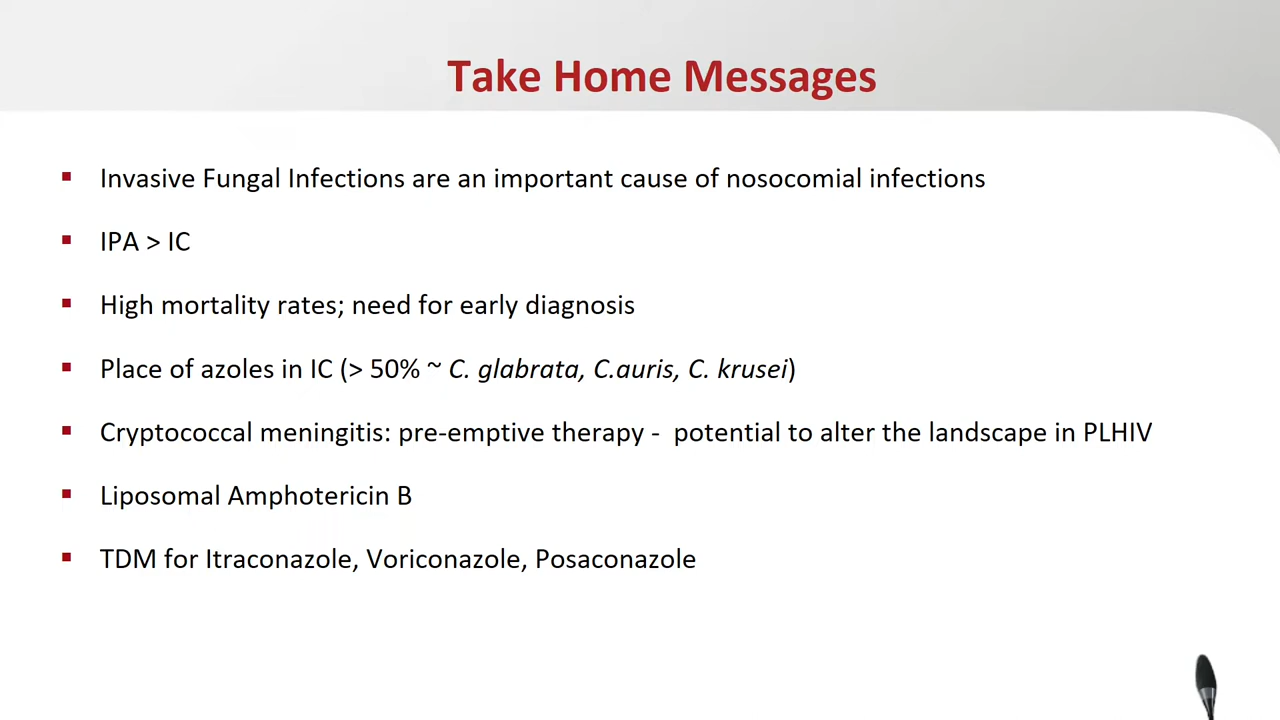 Take Home Messages
▪ Invasive Fungal Infections are an important cause of nosocomial infections
▪ IPA > IC
▪ High mortality rates; need for early diagnosis
▪ Place of azoles in IC (> 50% ~ C. glabrata, C.auris, C. krusei)
▪ Cryptococcal meningitis: pre-emptive therapy -  potential to alter the landscape in PLHIV
▪ Liposomal Amphotericin B
▪ TDM for Itraconazole, Voriconazole, Posaconazole